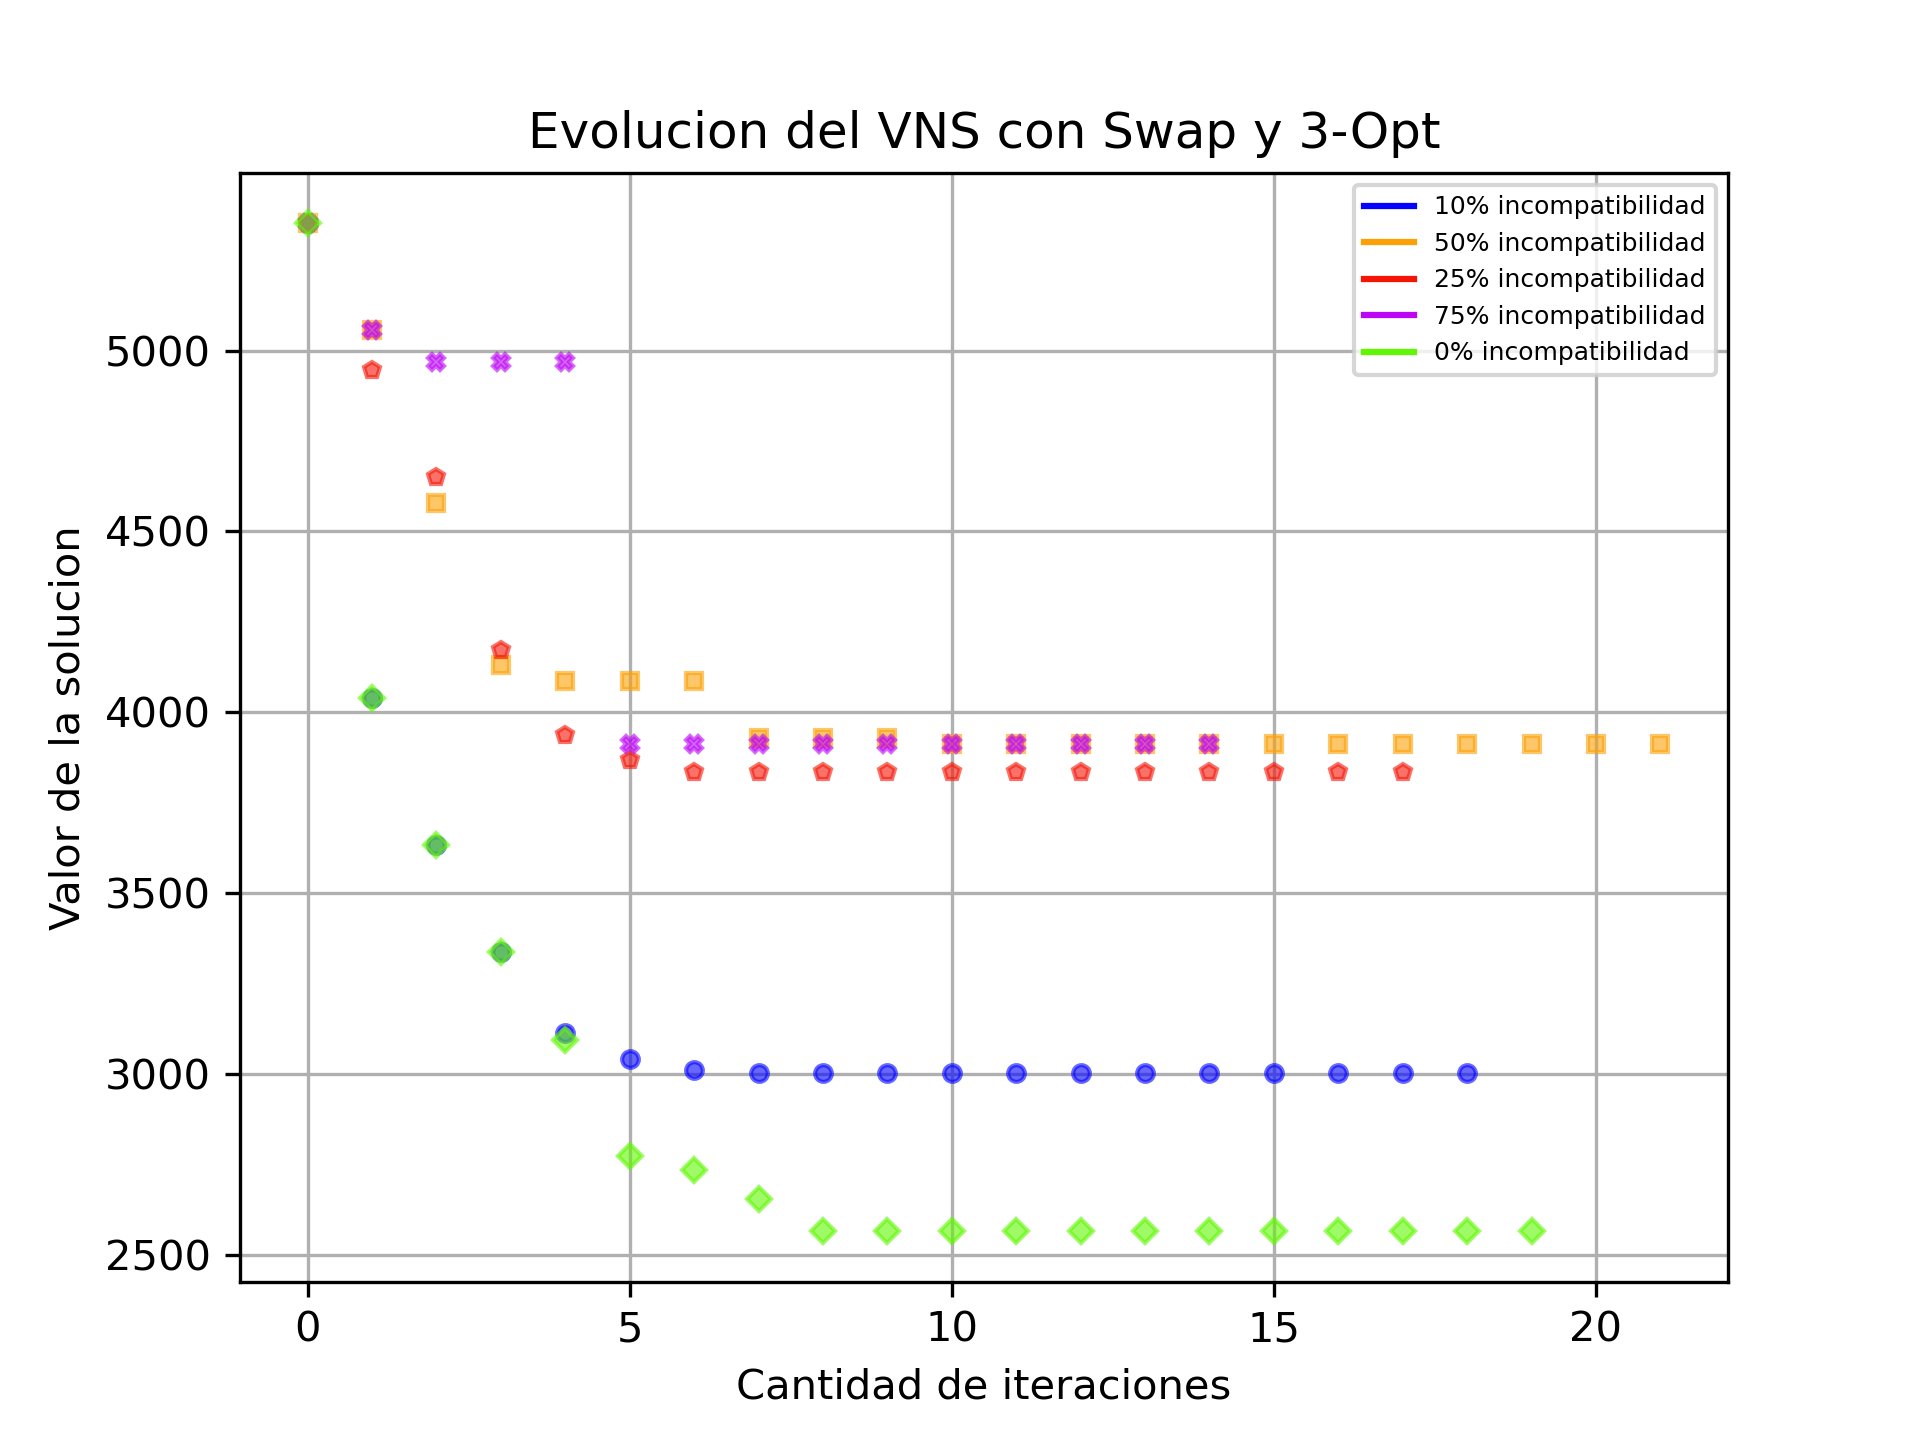 Evolucion del VNS con Swap y 3-Opt
10% incompatibilidad
50% incompatibilidad
25% incompatibilidad
75% incompatibilidad
0% incompatibilidad
Valor de la solucion
5000
4500
4000
3500
3000
2500
0 5 10 15 20
Cantidad de iteraciones